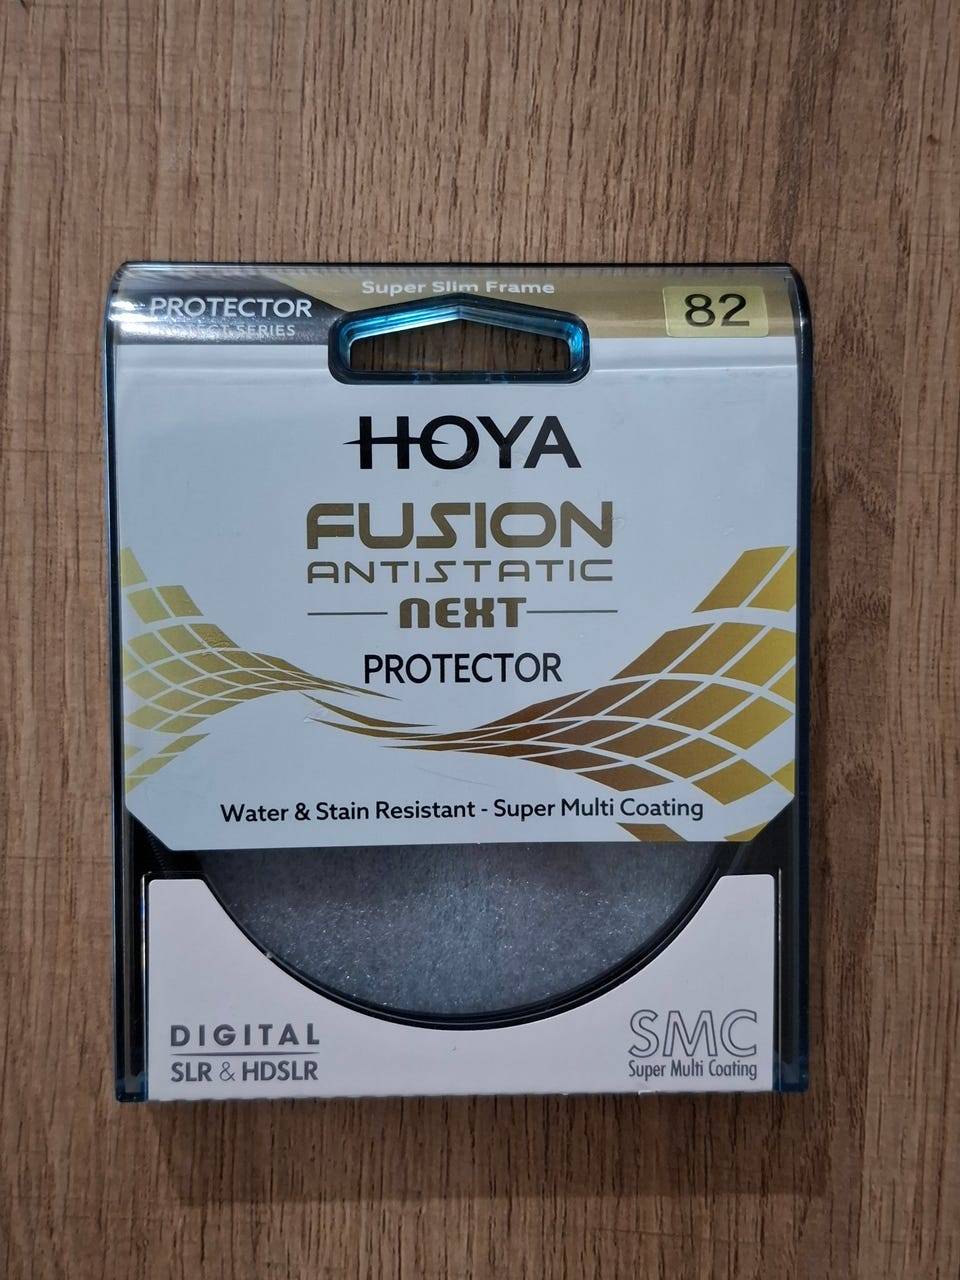 Super Slim Frame
PROTECTOR
82
SERIES
HOYA
FUSION
ANTISTATIC
NEXT
PROTECTOR
Water & Stain Resistant - Super Multi Coating
DIGITAL
SLR & HDSLR
SMC
Super Multi Coating